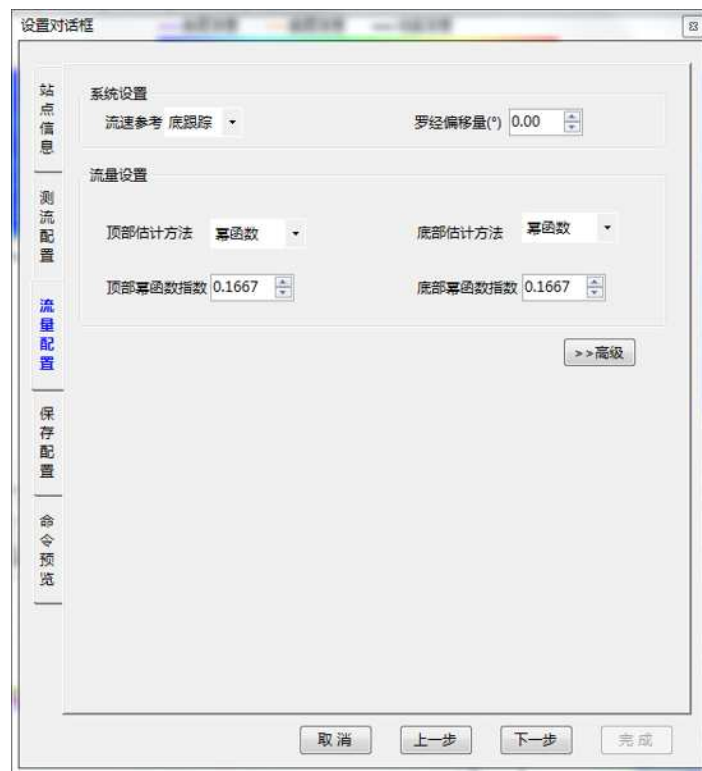 设置对话框
站点信息
测流配置
流量配置
保存配置
命令预览
系统设置
流速参考 底跟踪 罗经偏移量(°) 0.00
流量设置
顶部估计方法 幂函数 底部估计方法 幂函数
顶部幂函数指数 0.1667 底部幂函数指数 0.1667
>>高级
取消 上一步 下一步 完成